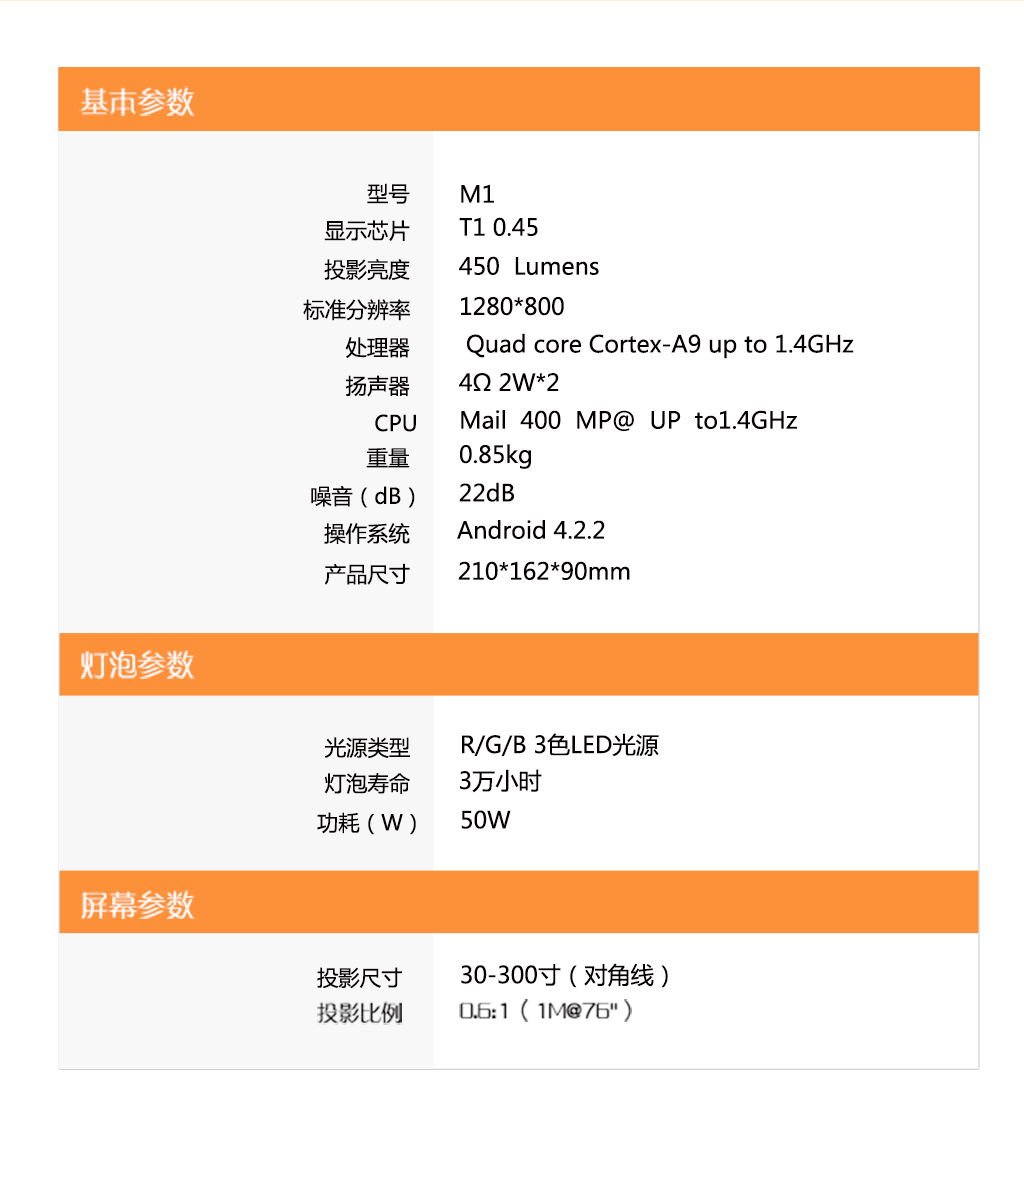 基本参数
型号 M1
显示芯片 T1 0.45
投影亮度 450 Lumens
标准分辨率 1280*800
处理器 Quad core Cortex-A9 up to 1.4GHz
扬声器 4Ω 2W*2
CPU Mail 400 MP@ UP to1.4GHz
重量 0.85kg
噪音（dB） 22dB
操作系统 Android 4.2.2
产品尺寸 210*162*90mm
灯泡参数
光源类型 R/G/B 3色LED光源
灯泡寿命 3万小时
功耗（W） 50W
屏幕参数
投影尺寸 30-300寸（对角线）
投影比例 0.6:1（1M@76"）